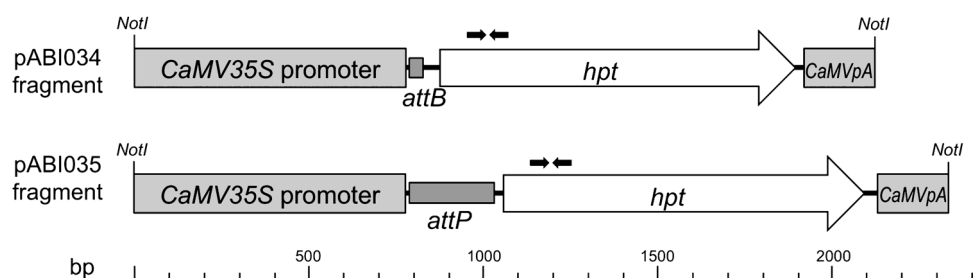 NotI
NotI
pABI034
fragment
CaMV35S promoter
hpt
CaMVpA
attB
NotI
NotI
pABI035
fragment
CaMV35S promoter
hpt
CaMVpA
attP
bp
500
1000
1500
2000